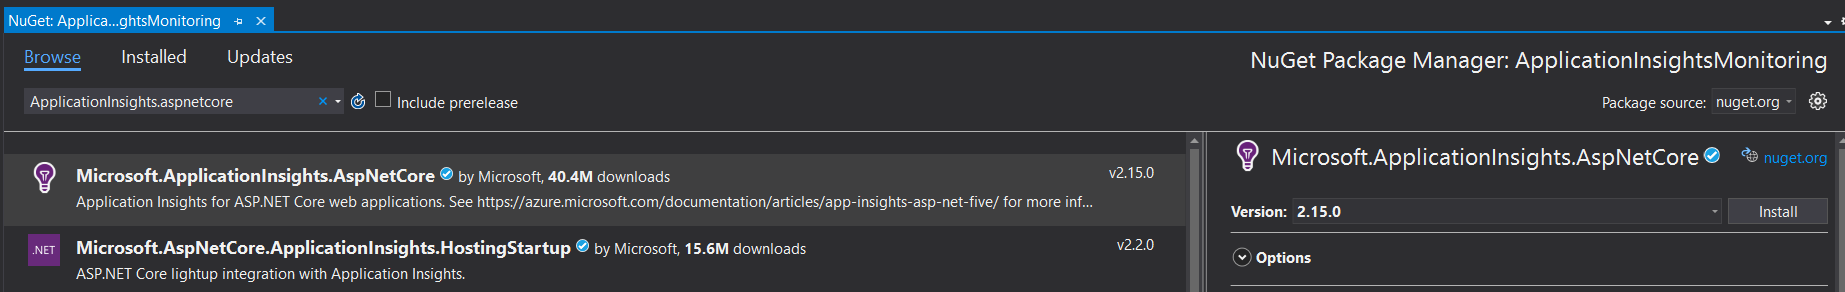 NuGet: Applica...ghtsMonitoring
Browse Installed Updates
NuGet Package Manager: ApplicationInsightsMonitoring
ApplicationInsights.aspnetcore
Include prerelease
Package source: nuget.org
Microsoft.ApplicationInsights.AspNetCore by Microsoft, 40.4M downloads v2.15.0
Application Insights for ASP.NET Core web applications. See https://azure.microsoft.com/documentation/articles/app-insights-asp-net-five/ for more inf...
.NET Microsoft.AspNetCore.ApplicationInsights.HostingStartup by Microsoft, 15.6M downloads v2.2.0
ASP.NET Core lightup integration with Application Insights.
Microsoft.ApplicationInsights.AspNetCore nuget.org
Version: 2.15.0 Install
Options